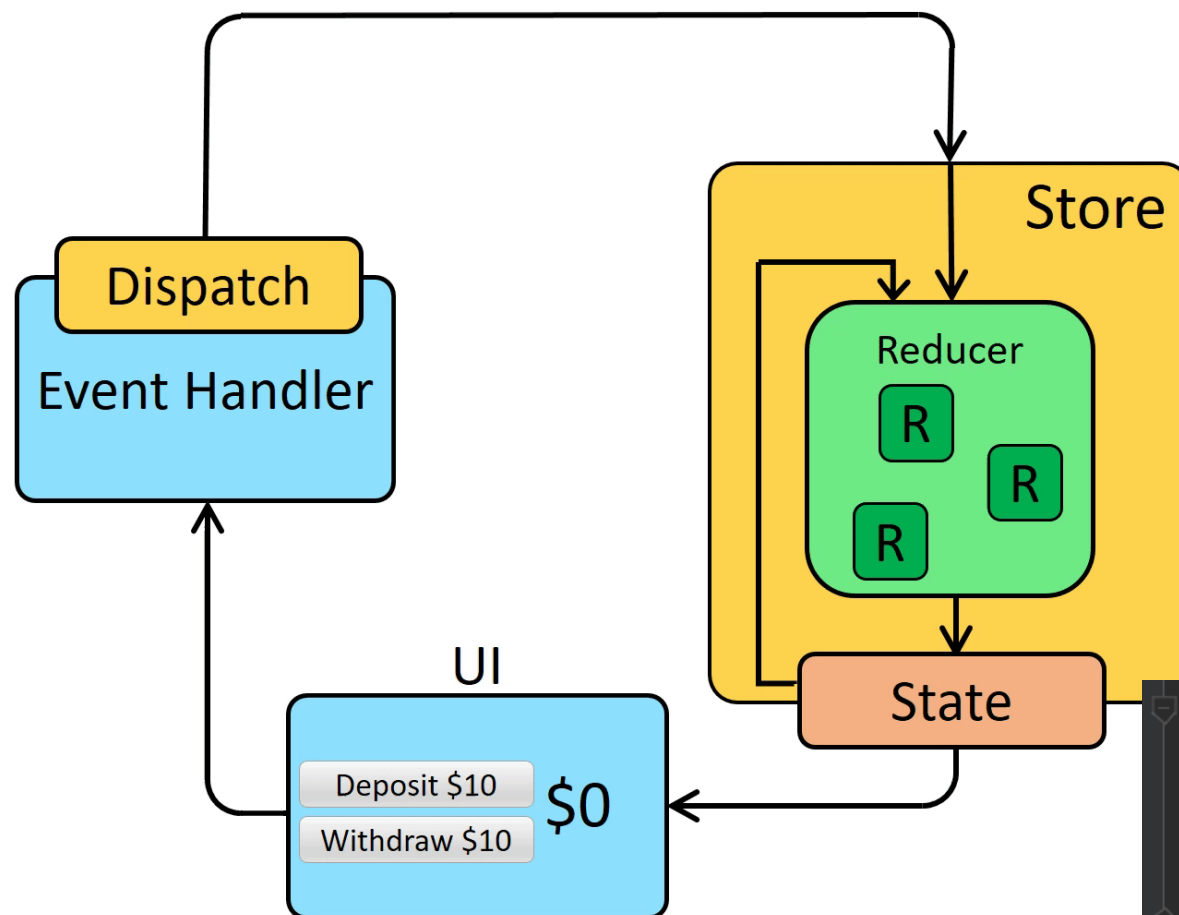 Store
Dispatch
Event Handler
Reducer
R
R
R
UI
State
Deposit $10
$0
Withdraw $10